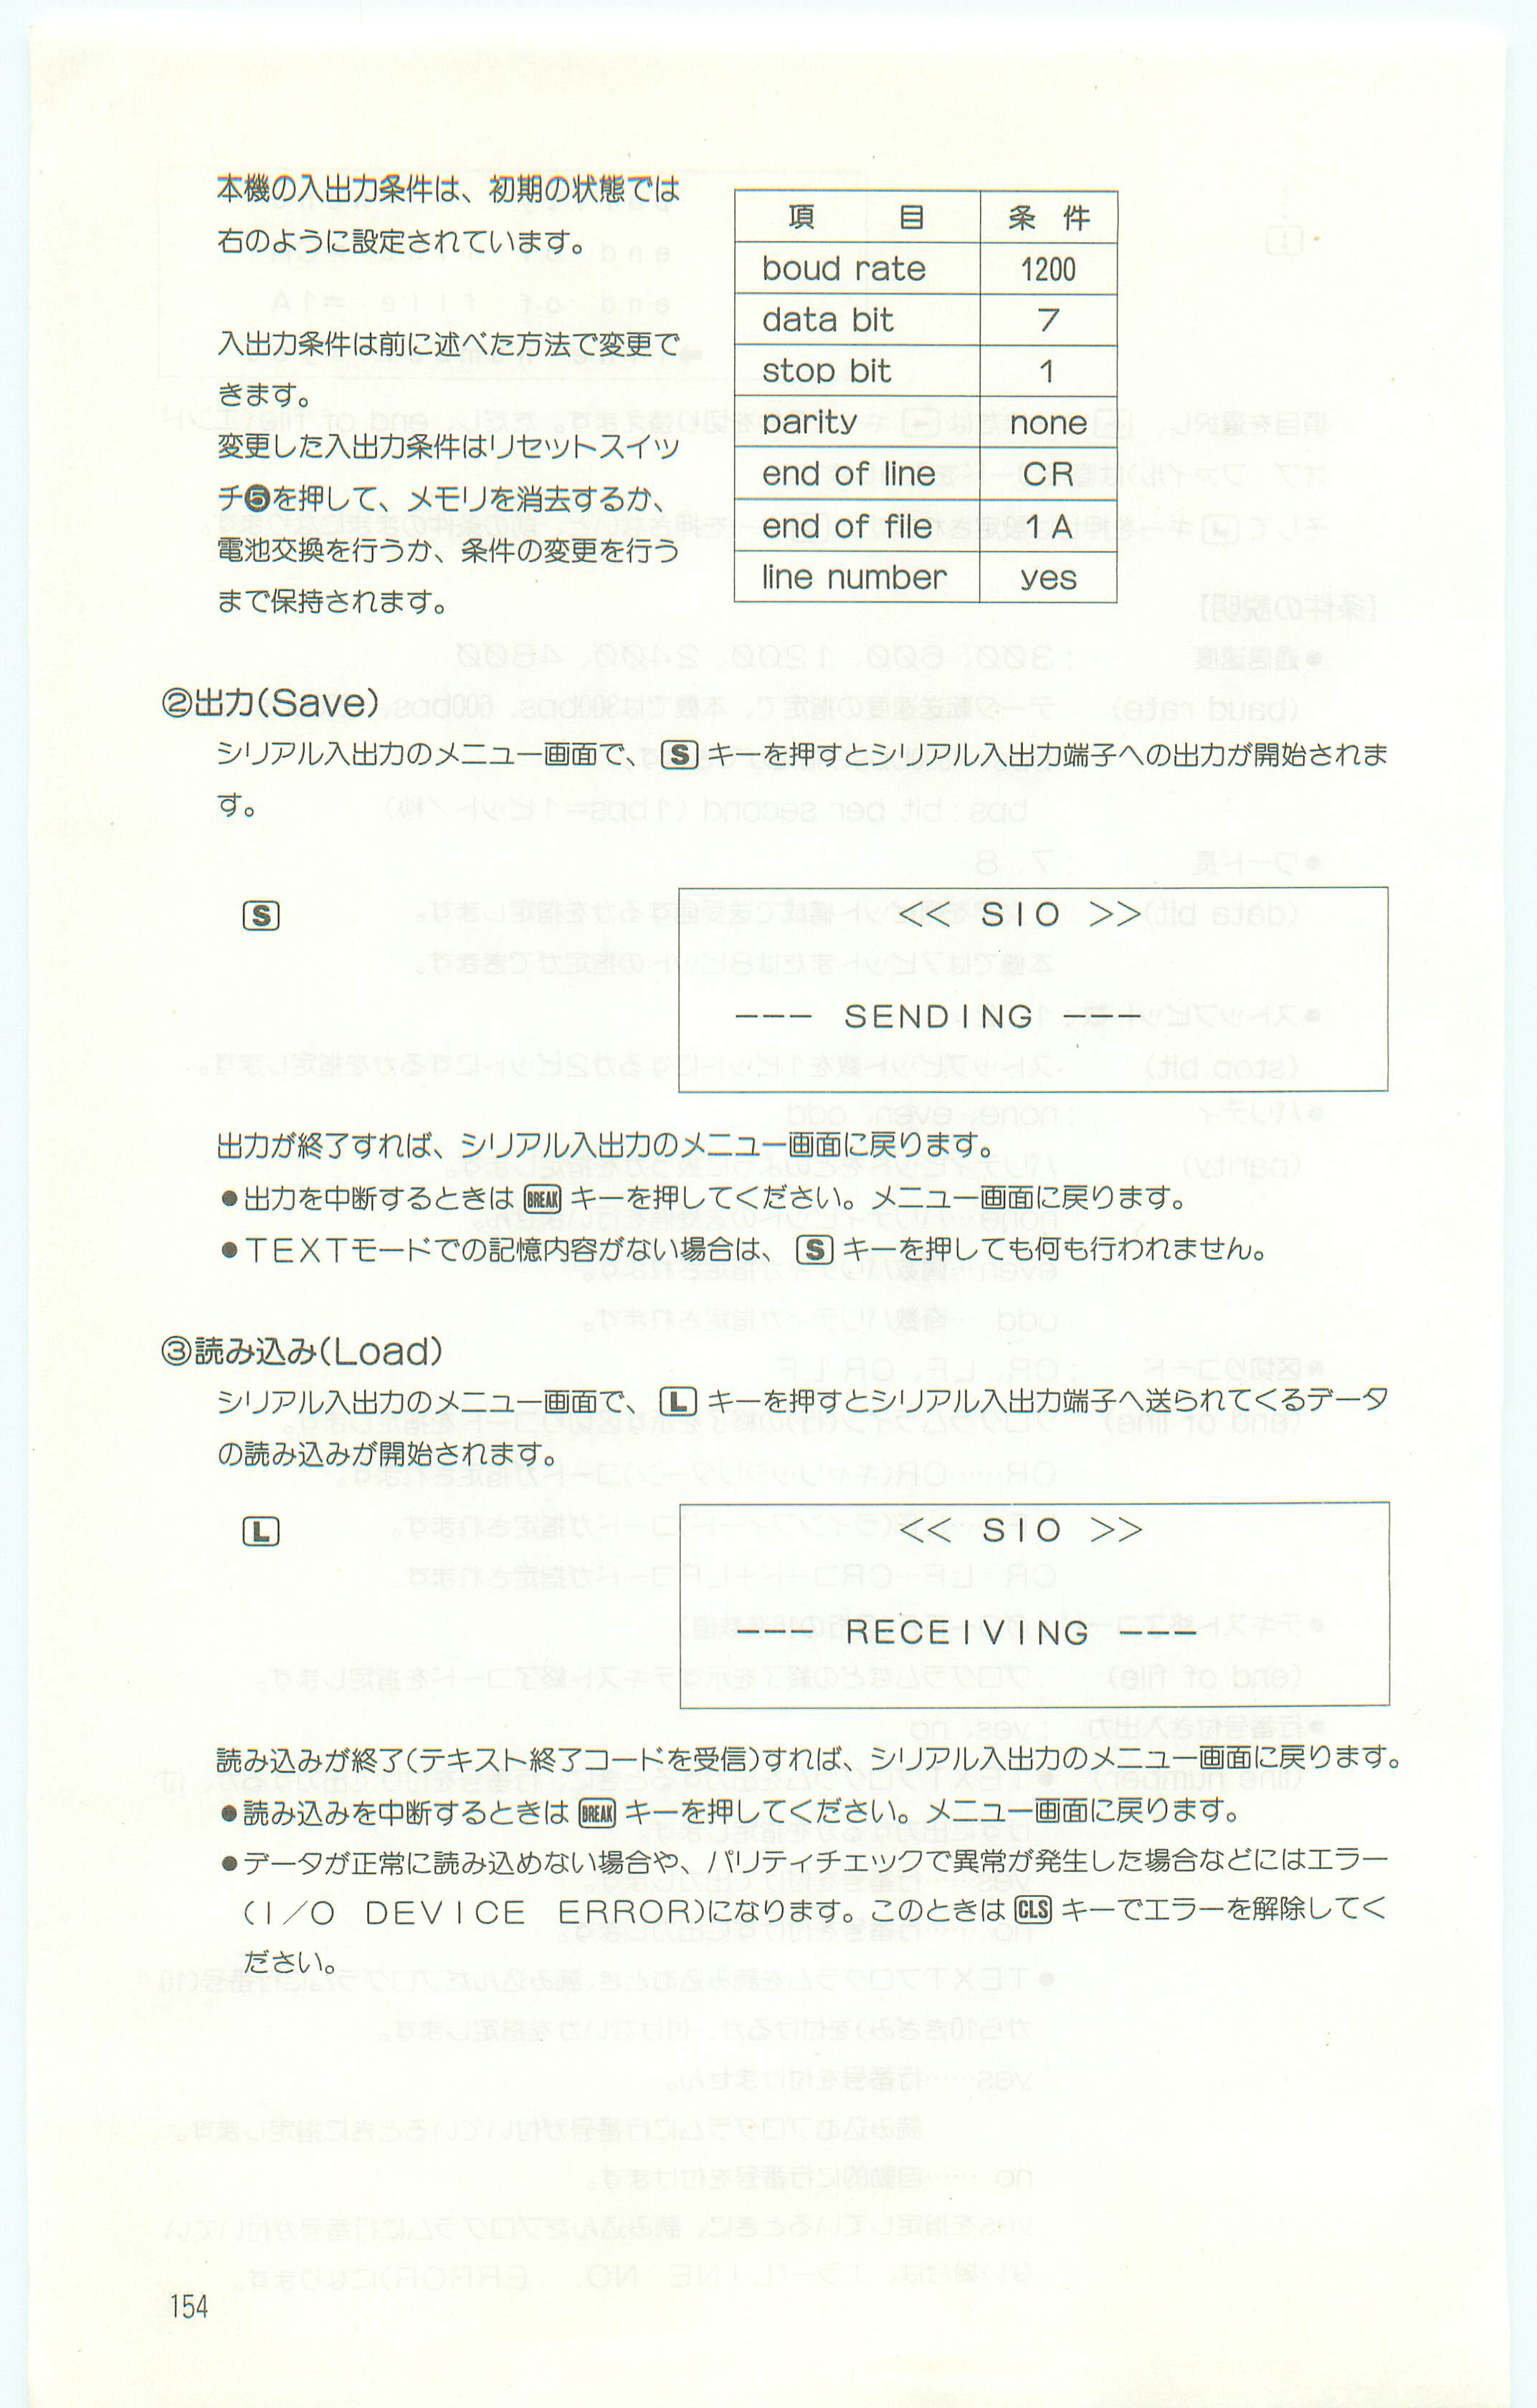 本機の入出力条件は、初期の状態では
右のように設定されています。
入出力条件は前に述べた方法で変更で
きます。
変更した入出力条件はリセットスイッ
チ❺を押して、メモリを消去するか、
電池交換を行うか、条件の変更を行う
まで保持されます。
項　目　条 件
boud rate　1200
data bit　7
stop bit　1
parity　none
end of line　CR
end of file　1A
line number　yes
②出力(Save)
シリアル入出力のメニュー画面で、 S キーを押すとシリアル入出力端子への出力が開始されま
す。
S
<< SIO >>
--- SENDING ---
出力が終了すれば、シリアル入出力のメニュー画面に戻ります。
●出力を中断するときは BREAK キーを押してください。メニュー画面に戻ります。
●TEXTモードでの記憶内容がない場合は、 S キーを押しても何も行われません。
③読み込み(Load)
シリアル入出力のメニュー画面で、 L キーを押すとシリアル入出力端子へ送られてくるデータ
の読み込みが開始されます。
L
<< SIO >>
--- RECEIVING ---
読み込みが終了(テキスト終了コードを受信)すれば、シリアル入出力のメニュー画面に戻ります。
●読み込みを中断するときは BREAK キーを押してください。メニュー画面に戻ります。
●データが正常に読み込めない場合や、パリティチェックで異常が発生した場合などにはエラー
(I/O DEVICE ERROR)になります。このときは CLS キーでエラーを解除してく
ださい。
154